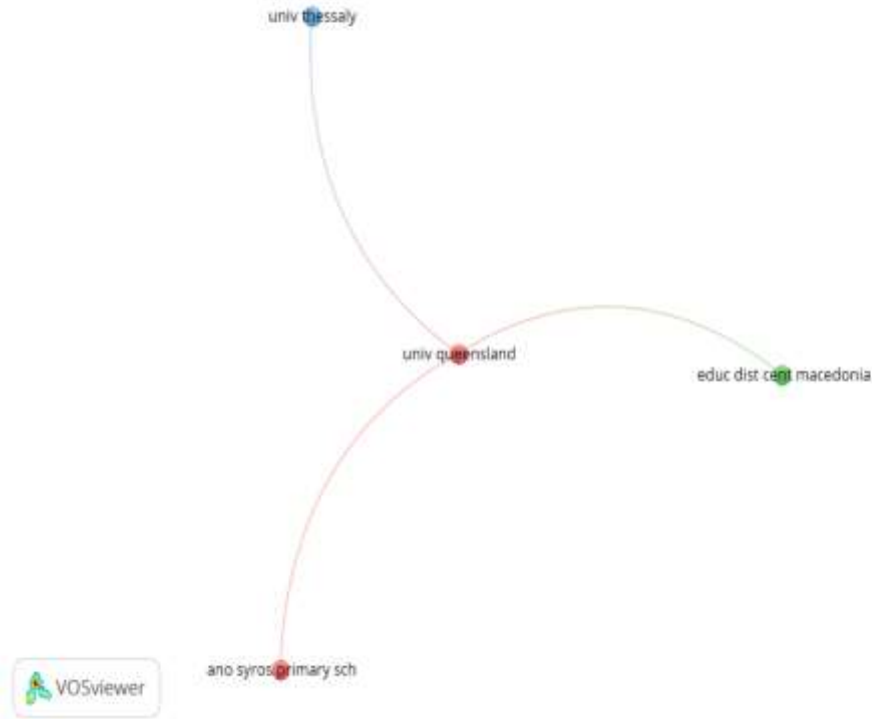 univ thessaly
univ queensland
educ dist cent macedonia
ano syros primary sch
VOSviewer